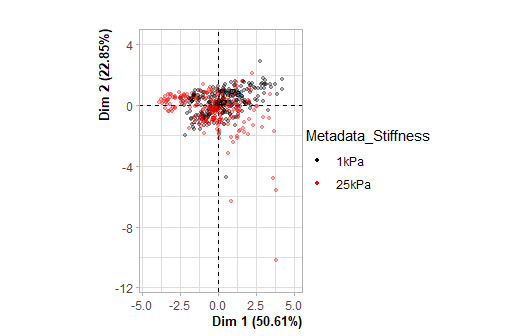 Dim 2 (22.85%)
4
0
-4
-8
-12
-5.0 -2.5 0.0 2.5 5.0
Dim 1 (50.61%)
Metadata_Stiffness
1kPa
25kPa